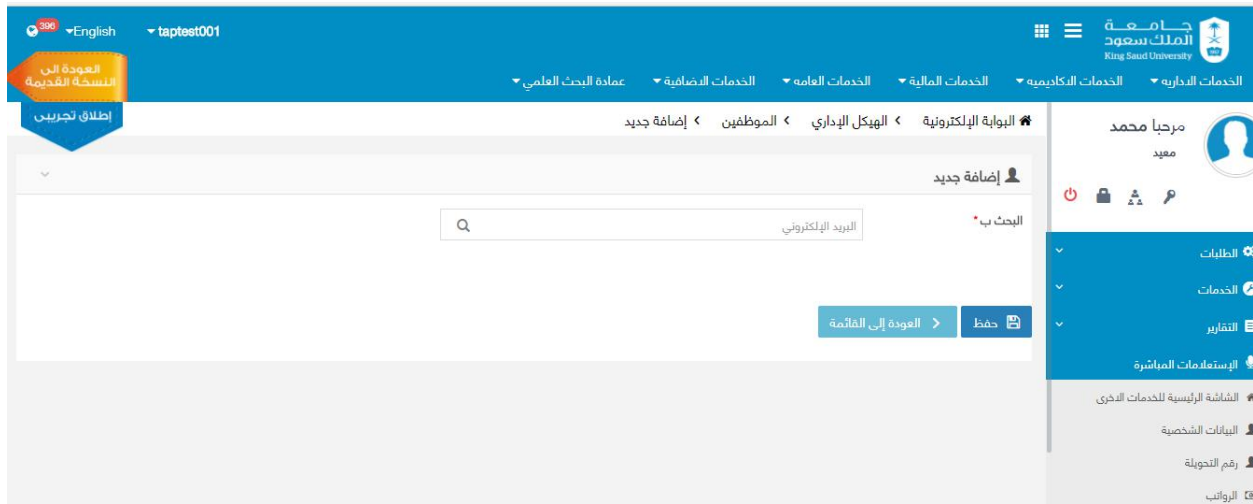 جامعة
الملك سعود
King Saud University
taptest001
English
396
الخدمات الاداريه
الخدمات الاكاديميه
الخدمات المالية
الخدمات العامه
الخدمات الاضافية
عمادة البحث العلمي
العودة الى
النسخة القديمة
إطلاق تجريبى
مرحبا محمد
معيد
البوابة الإلكترونية
الهيكل الإداري
الموظفين
إضافة جديد
إضافة جديد
البحث ب *
البريد الإلكتروني
حفظ
العودة إلى القائمة
الطلبات
الخدمات
التقارير
الإستعلامات المباشرة
الشاشة الرئيسية للخدمات الاخرى
البيانات الشخصية
رقم التحويلة
الرواتب